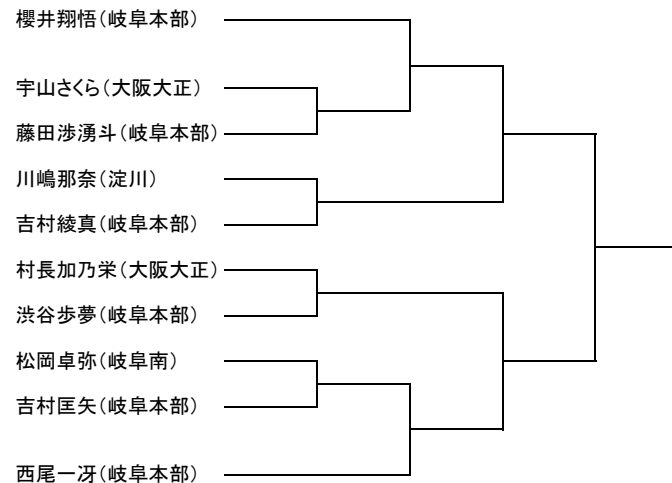 櫻井翔悟（岐阜本部）
宇山さくら（大阪大正）
藤田渉湧斗（岐阜本部）
川嶋那奈（淀川）
吉村綾真（岐阜本部）
村長加乃栄（大阪大正）
渋谷歩夢（岐阜本部）
松岡卓弥（岐阜南）
吉村匡矢（岐阜本部）
西尾一冴（岐阜本部）